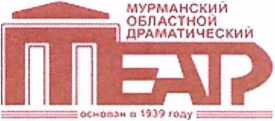 МУРМАНСКИЙ
ОБЛАСТНОЙ
ДРАМАТИЧЕСКИЙ
ТЕАТР
основан в 1939 году